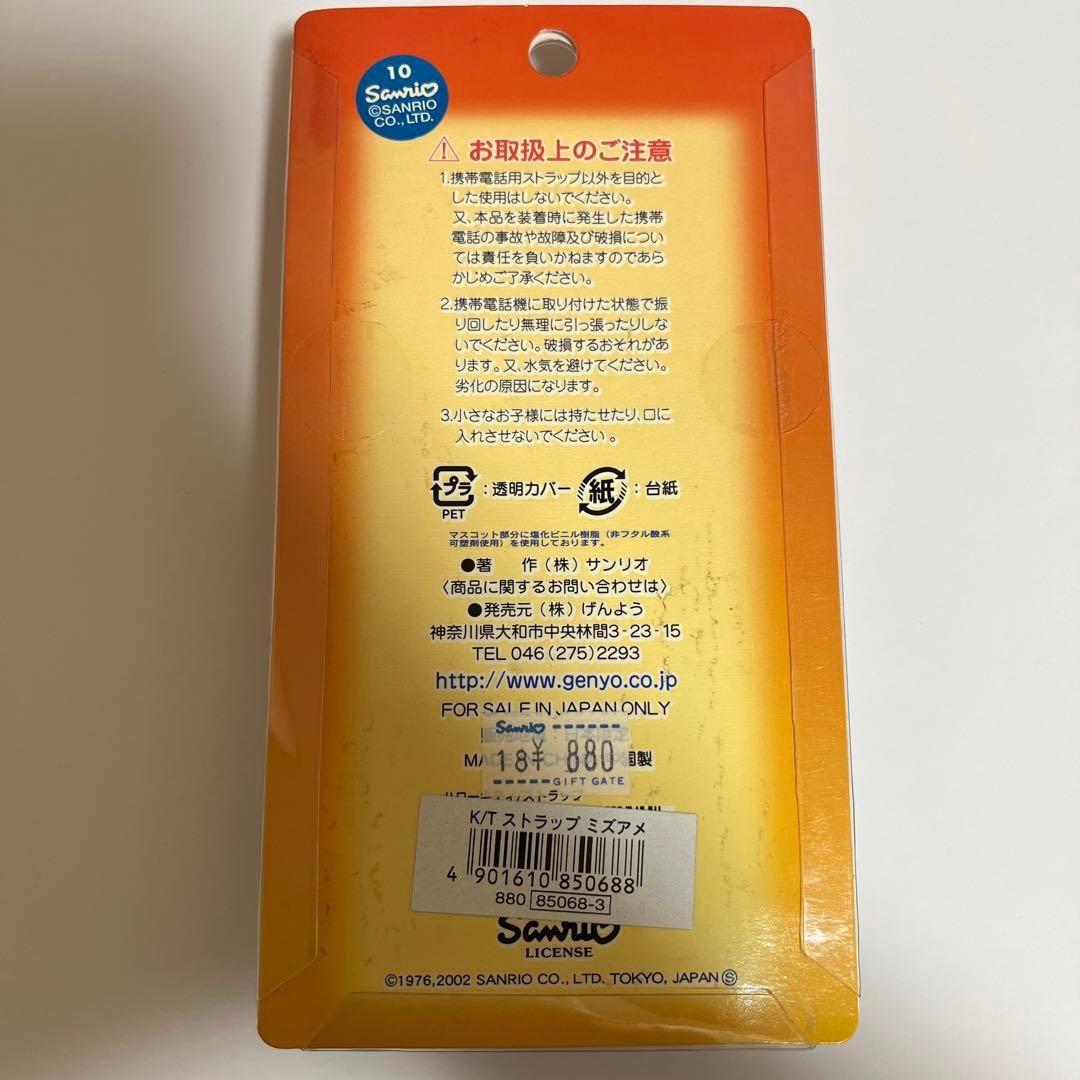 10
Sanrio
©SANRIO
CO., LTD.
お取扱上のご注意
1.携帯電話用ストラップ以外を目的と
した使用はしないでください。
又、本品を装着時に発生した携帯
電話の事故や故障及び破損につい
ては責任を負いかねますのであら
かじめご了承ください。
2.携帯電話機に取り付けた状態で振
り回したり無理に引っ張ったりしな
いでください。破損するおそれがあ
ります。又、水気を避けてください。
劣化の原因になります。
3.小さなお子様には持たせたり、口に
入れさせないでください。
プラ :透明カバー 紙 :台紙
PET
マスコット部分に塩化ビニル樹脂（非フタル酸系
可塑剤使用）を使用しております。
●著 作（株）サンリオ
〈商品に関するお問い合わせは〉
●発売元（株）げんよう
神奈川県大和市中央林間3-23-15
TEL 046(275)2293
http://www.genyo.co.jp
FOR SALE IN JAPAN ONLY
Sanrio
18¥ 880
GIFT GATE
K/T ストラップ ミズアメ
4 901610 850688
880 85068-3
Sanrio
LICENSE
©1976,2002 SANRIO CO., LTD. TOKYO, JAPAN Ⓢ